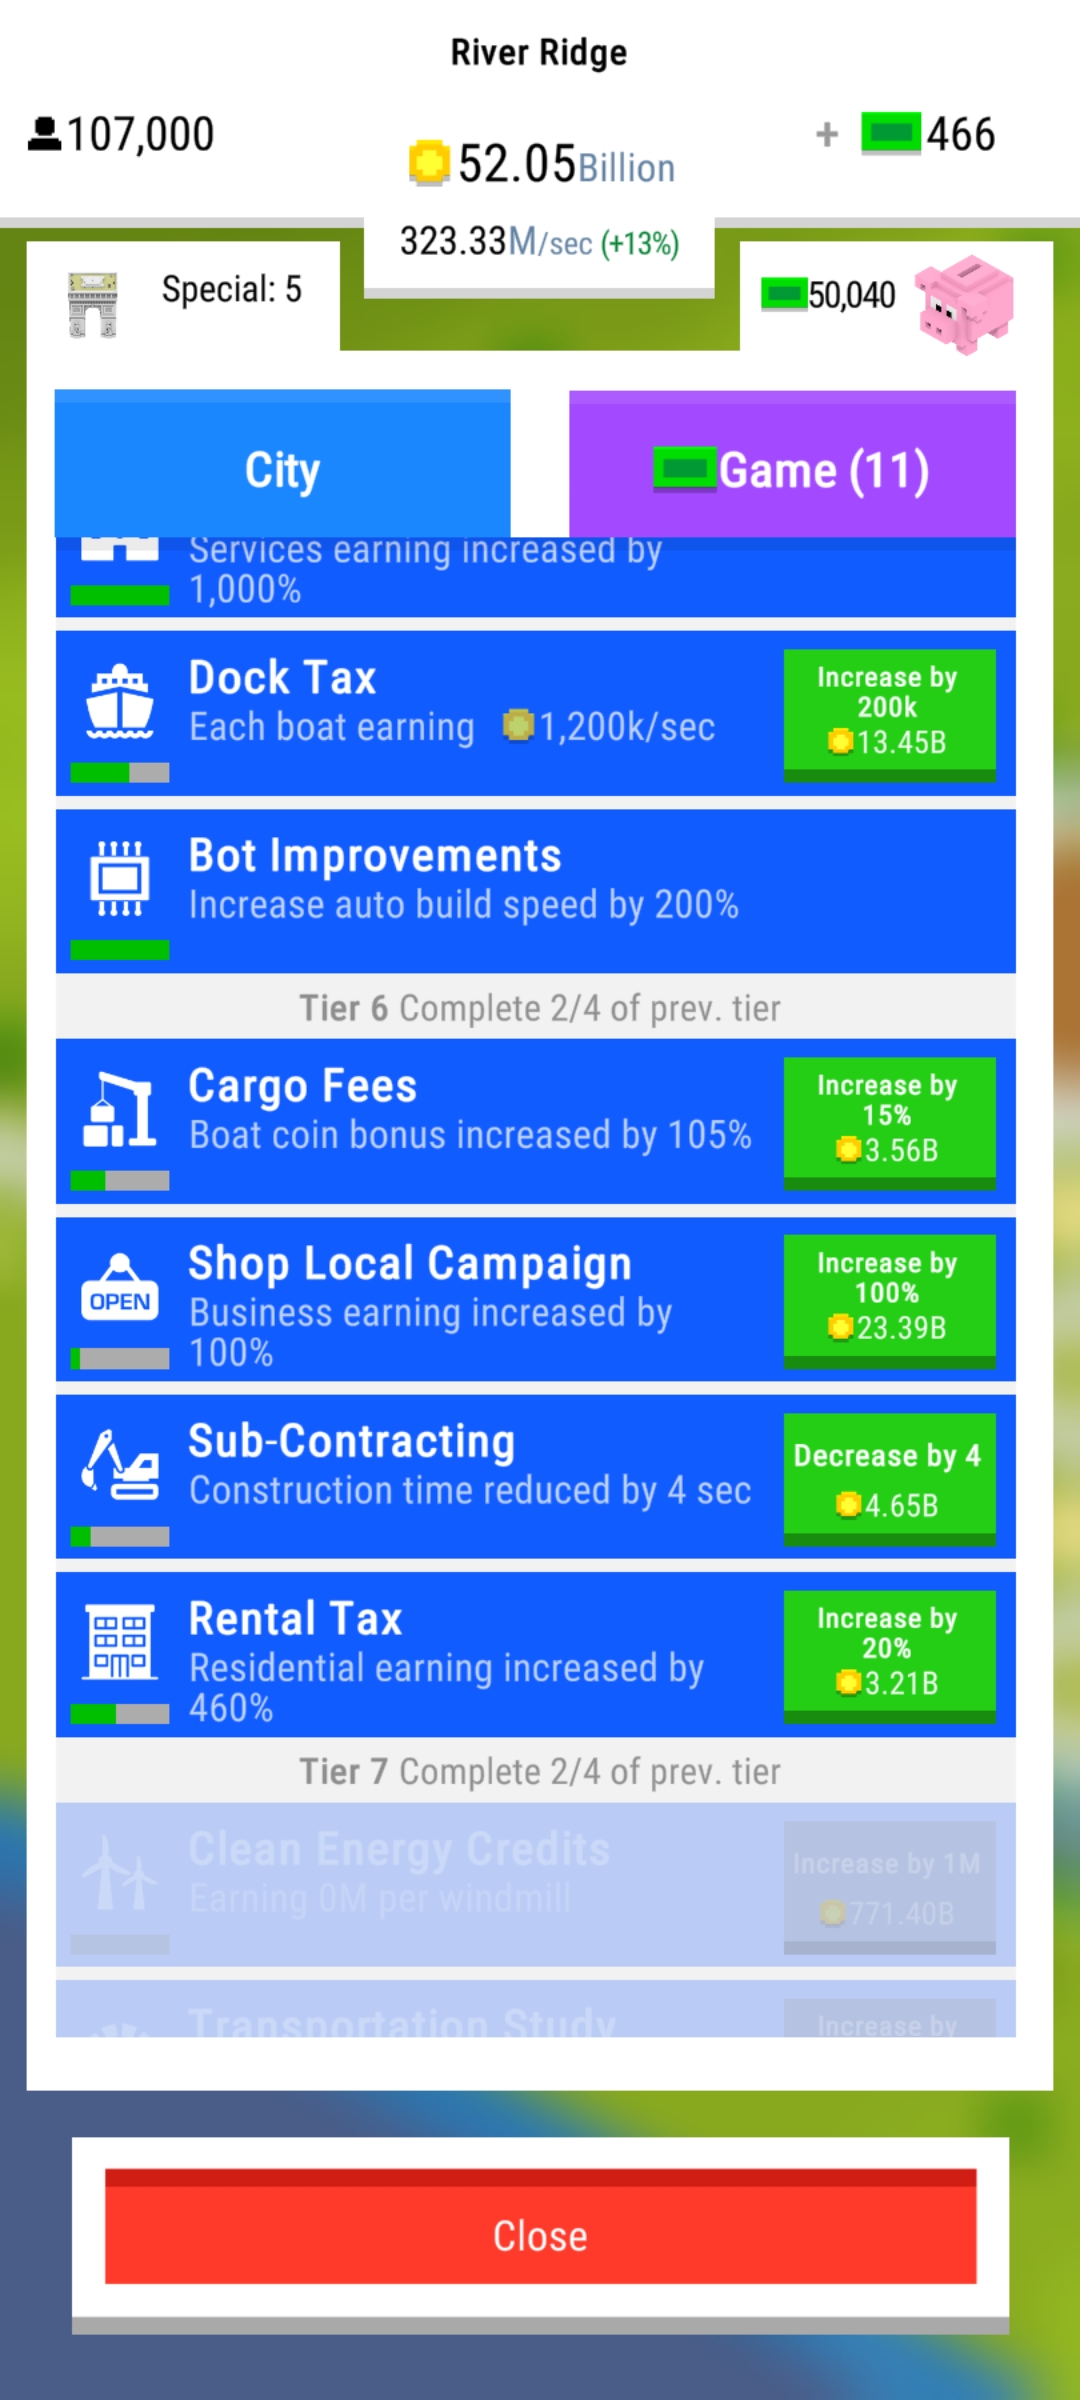 River Ridge
107,000
52.05Billion
+ 466
323.33M/sec (+13%)
Special: 5
50,040
City
Game (11)
Services earning increased by
1,000%
Dock Tax
Each boat earning 1,200k/sec
Increase by
200k
13.45B
Bot Improvements
Increase auto build speed by 200%
Tier 6 Complete 2/4 of prev. tier
Cargo Fees
Boat coin bonus increased by 105%
Increase by
15%
3.56B
OPEN
Shop Local Campaign
Business earning increased by
100%
Increase by
100%
23.39B
Sub-Contracting
Construction time reduced by 4 sec
Decrease by 4
4.65B
Rental Tax
Residential earning increased by
460%
Increase by
20%
3.21B
Tier 7 Complete 2/4 of prev. tier
Clean Energy Credits
Earning 0M per windmill
Increase by 1M
771.40B
Transportation Study
Increase by
Close